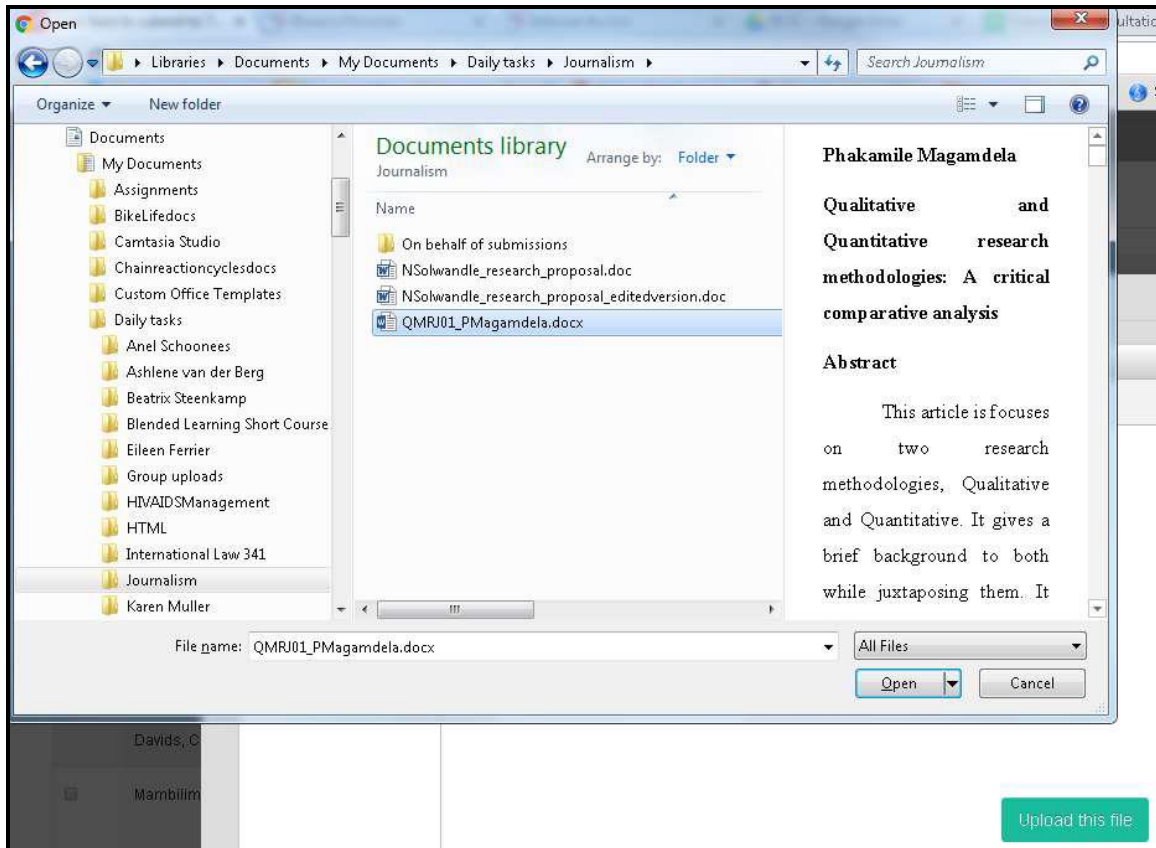 Open
ultatic
Libraries ▸ Documents ▸ My Documents ▸ Daily tasks ▸ Journalism ▸
Search Journalism
Organize ▾ New folder
Documents
My Documents
Assignments
BikeLifedocs
Camtasia Studio
Chainreactioncyclesdocs
Custom Office Templates
Daily tasks
Anel Schoonees
Ashlene van der Berg
Beatrix Steenkamp
Blended Learning Short Course
Eileen Ferrier
Group uploads
HIVAIDSManagement
HTML
International Law 341
Journalism
Karen Muller
Documents library
Journalism
Arrange by: Folder ▾
Name
On behalf of submissions
NSolwandle_research_proposal.doc
NSolwandle_research_proposal_editedversion.doc
QMRJ01_PMagamdela.docx
Phakamile Magamdela
Qualitative and
Quantitative research
methodologies: A critical
comparative analysis
Abstract
This article is focuses
on two research
methodologies, Qualitative
and Quantitative. It gives a
brief background to both
while juxtaposing them. It
File name: QMRJ01_PMagamdela.docx
All Files
Open
Cancel
Davids, C
Mambilim
Upload this file